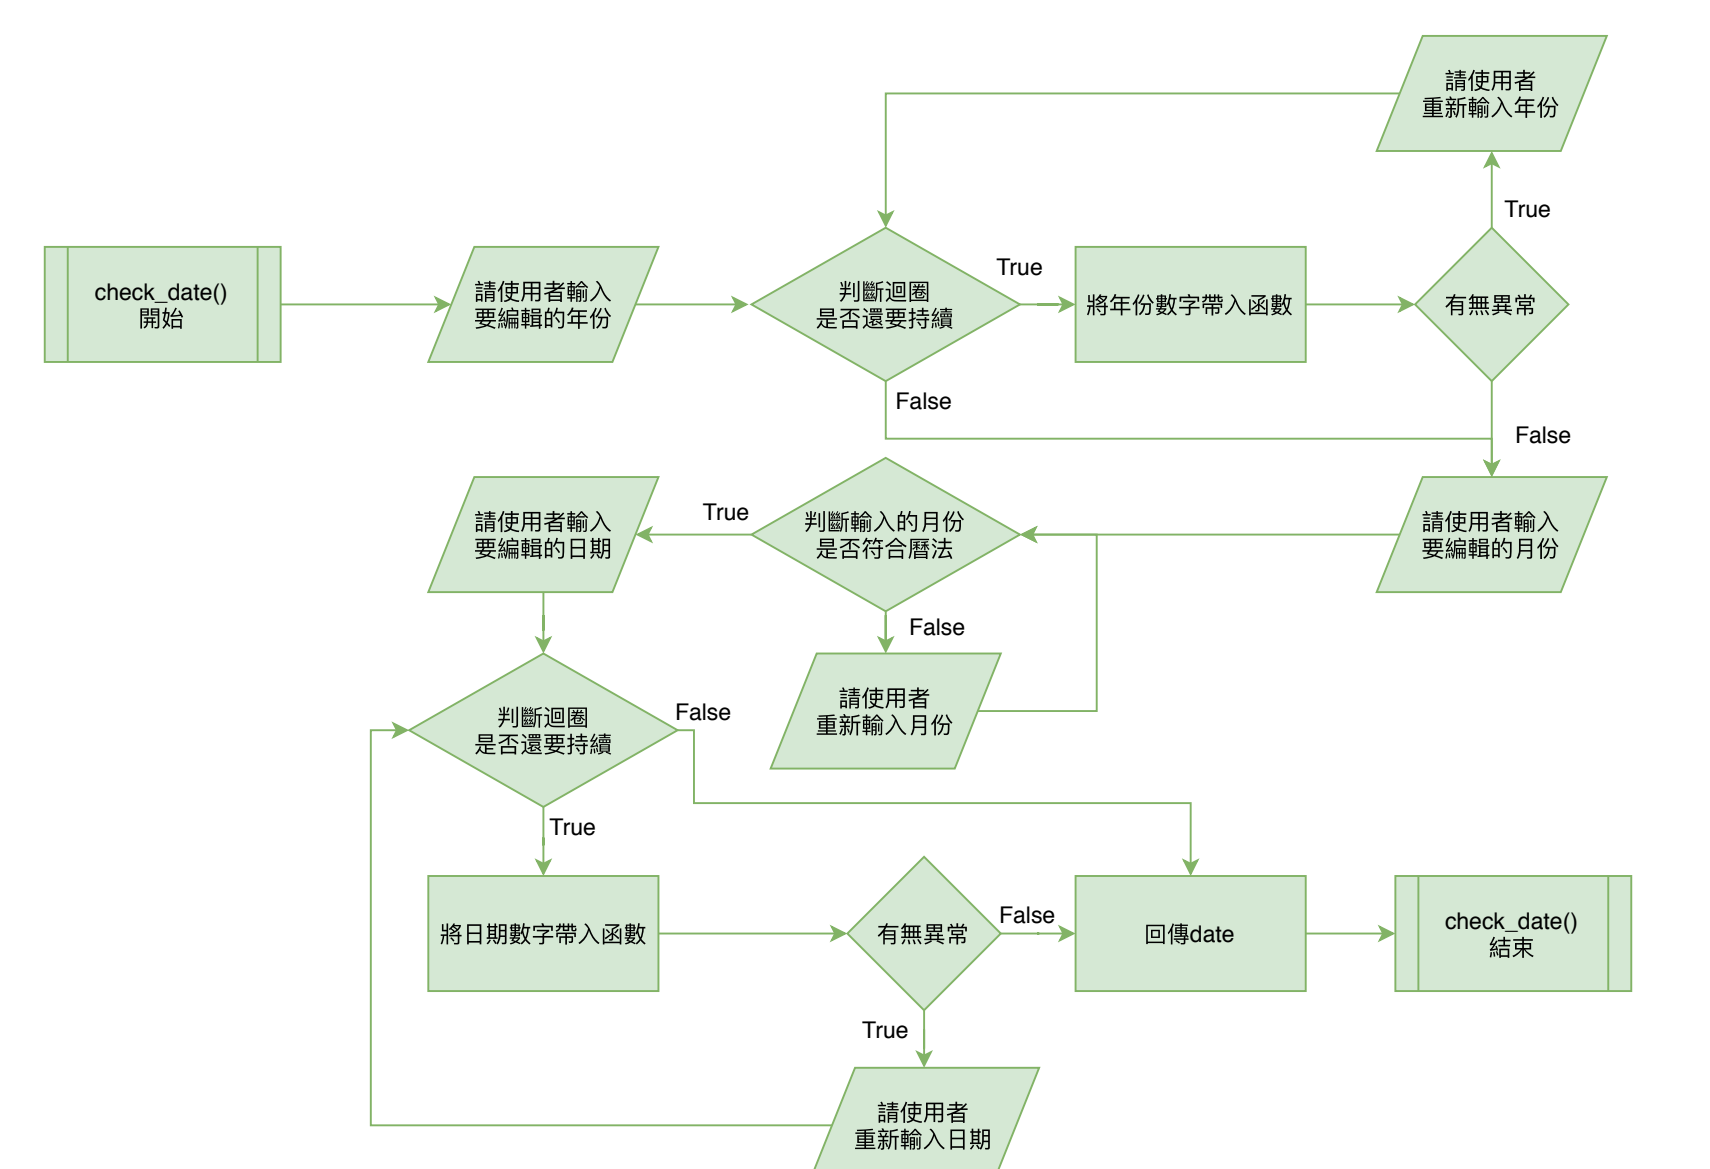 請使用者
重新輸入年份
True
check_date()
開始
請使用者輸入
要編輯的年份
判斷迴圈
是否還要持續
True
將年份數字帶入函數
有無異常
False
False
請使用者輸入
要編輯的月份
判斷輸入的月份
是否符合曆法
True
請使用者輸入
要編輯的日期
False
請使用者
重新輸入月份
判斷迴圈
是否還要持續
False
True
將日期數字帶入函數
有無異常
False
回傳date
check_date()
結束
True
請使用者
重新輸入日期